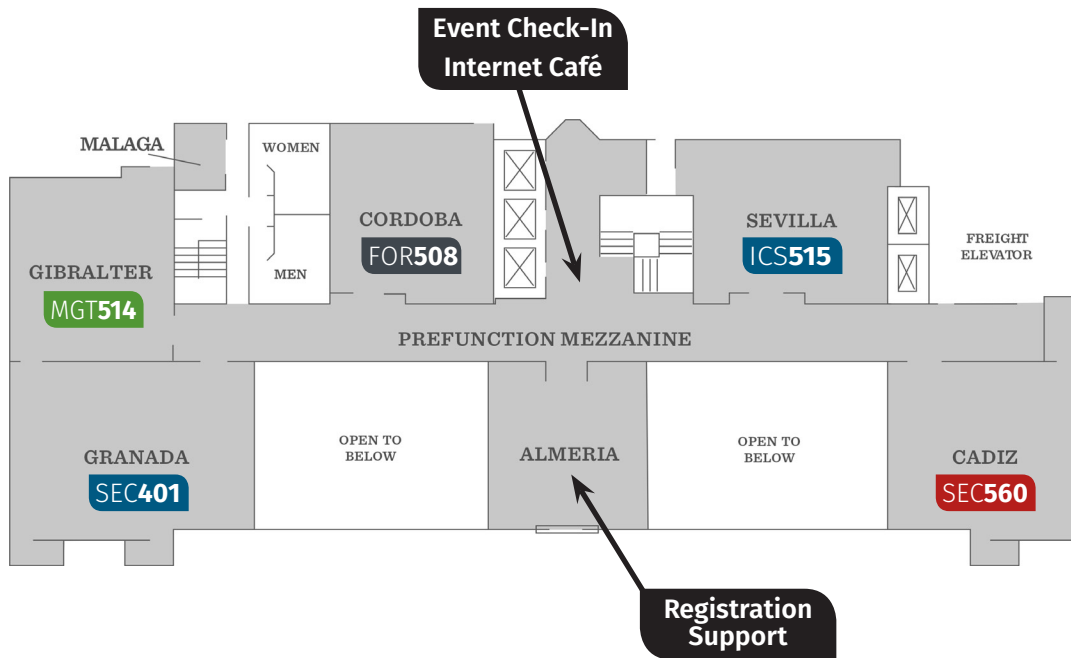 Event Check-In
Internet Café
MALAGA
WOMEN
CORDOBA
FOR508
MEN
SEVILLA
ICS515
FREIGHT
ELEVATOR
GIBRALTER
MGT514
PREFUNCTION MEZZANINE
GRANADA
SEC401
OPEN TO
BELOW
ALMERIA
OPEN TO
BELOW
CADIZ
SEC560
Registration
Support